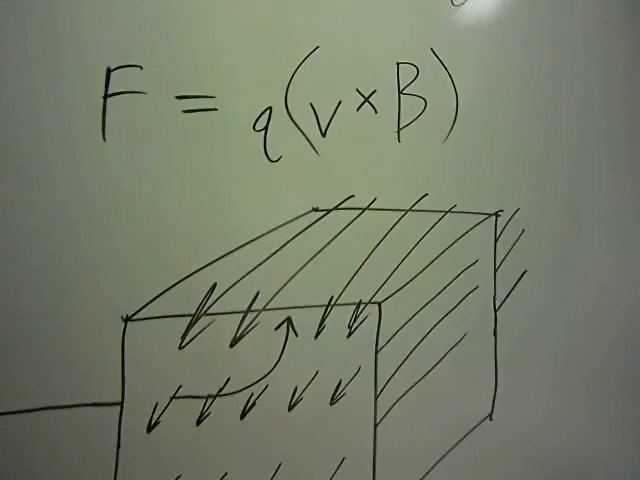 F = q(v × B)